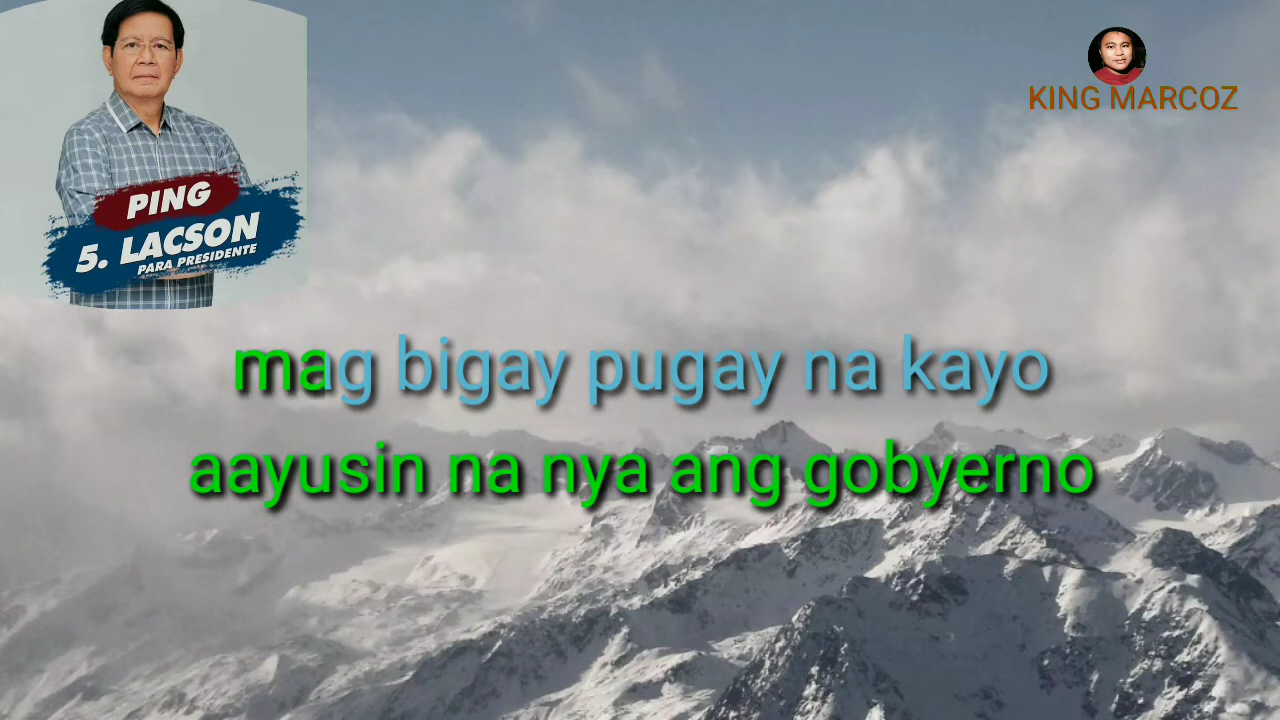 PING
5. LACSON
PARA PRESIDENTE
KING MARCOZ
mag bigay pugay na kayo
aayusin na nya ang gobyerno